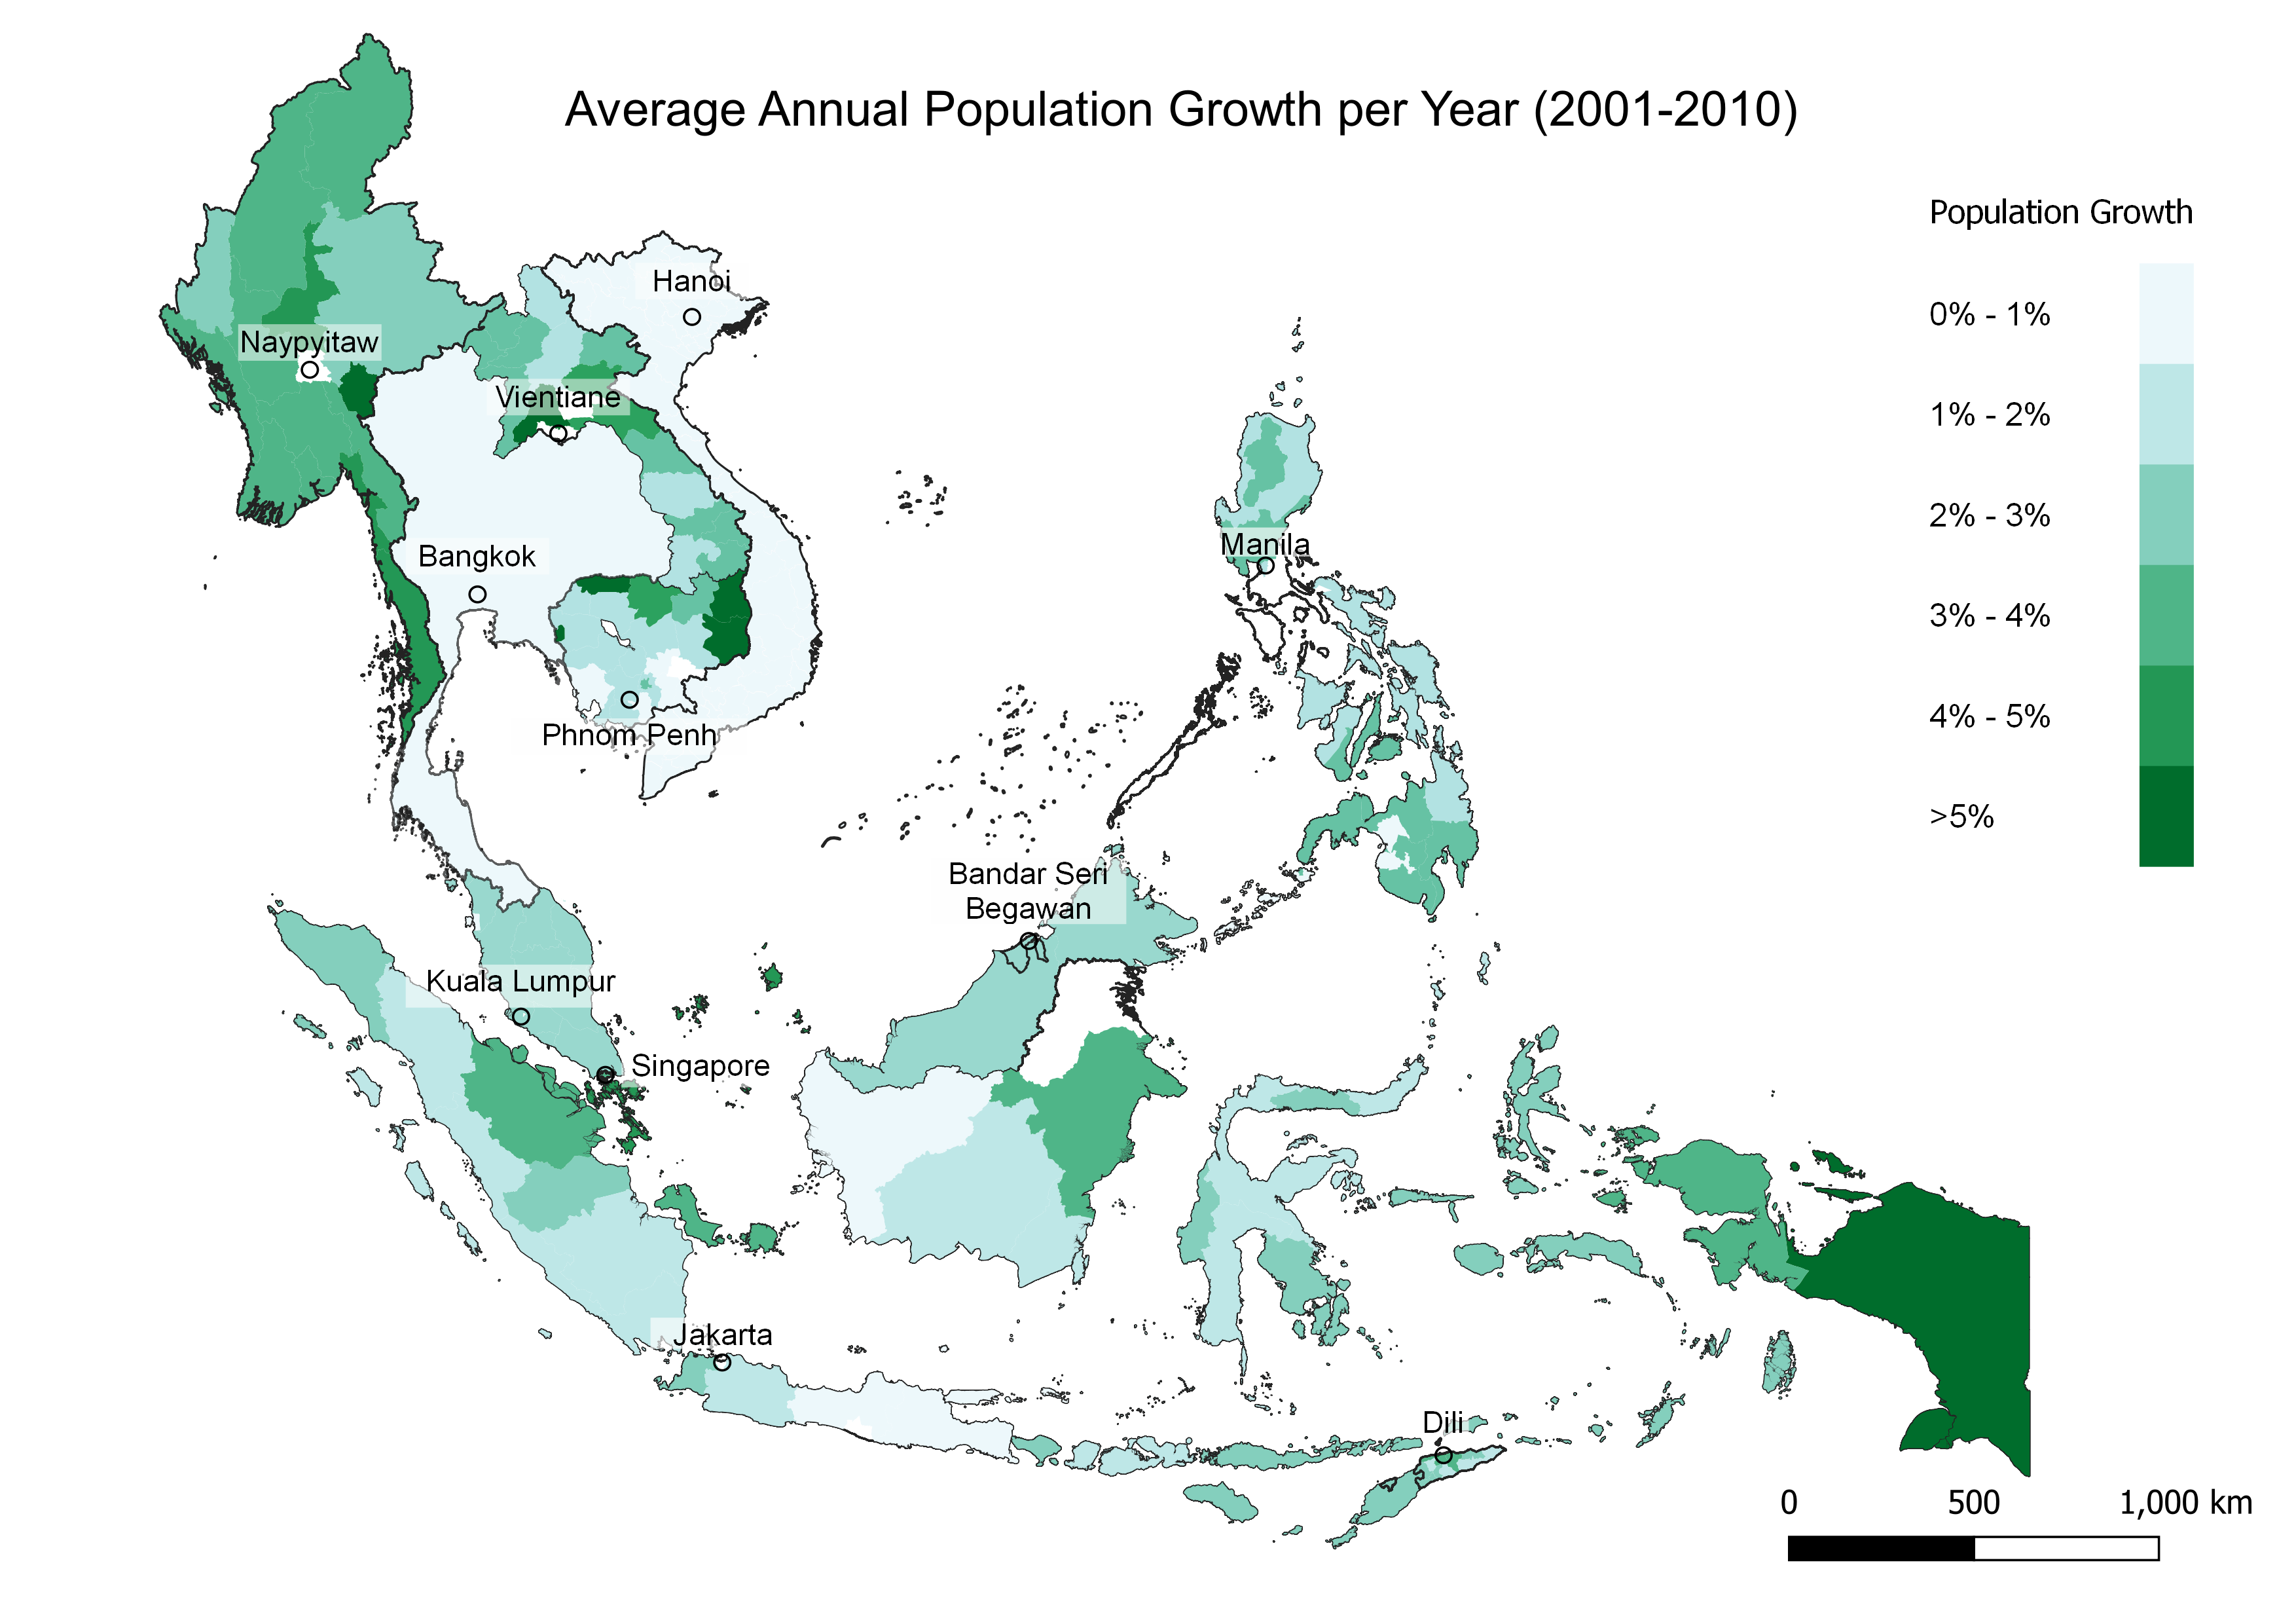 Average Annual Population Growth per Year (2001-2010)
Population Growth
0% - 1%
1% - 2%
2% - 3%
3% - 4%
4% - 5%
>5%
Hanoi
Naypyitaw
Vientiane
Bangkok
Manila
Phnom Penh
Bandar Seri
Begawan
Kuala Lumpur
Singapore
Jakarta
Dili
0 500 1,000 km